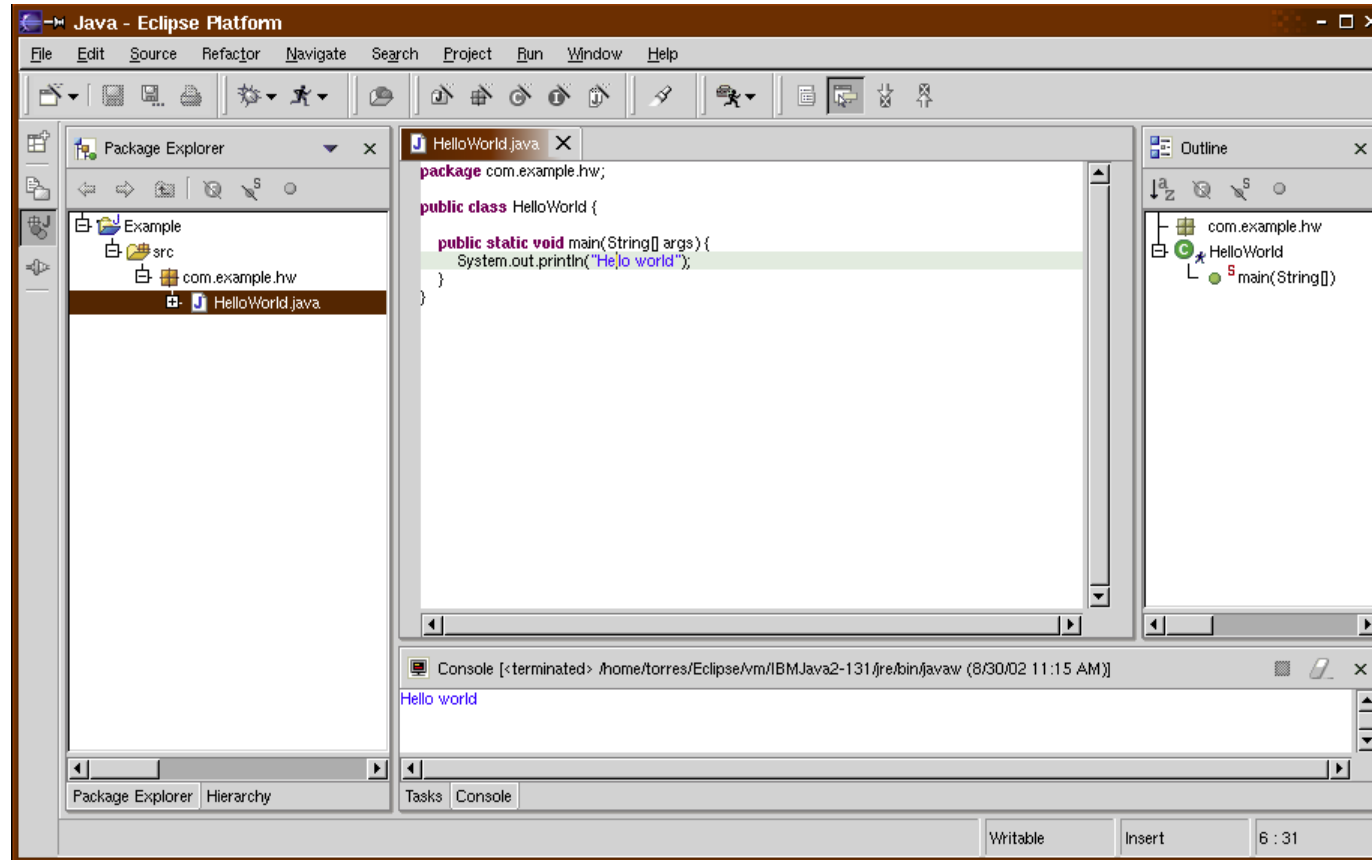 Java - Eclipse Platform
File Edit Source Refactor Navigate Search Project Run Window Help
Package Explorer
Example
src
com.example.hw
HelloWorld.java
HelloWorld.java
package com.example.hw;
public class HelloWorld {
public static void main(String[] args) {
System.out.println("Hello world");
}
}
Outline
com.example.hw
HelloWorld
main(String[])
Console [<terminated> /home/torres/Eclipse/vm/IBMJava2-131/jre/bin/javaw (8/30/02 11:15 AM)]
Hello world
Package Explorer Hierarchy
Tasks Console
Writable Insert 6 : 31